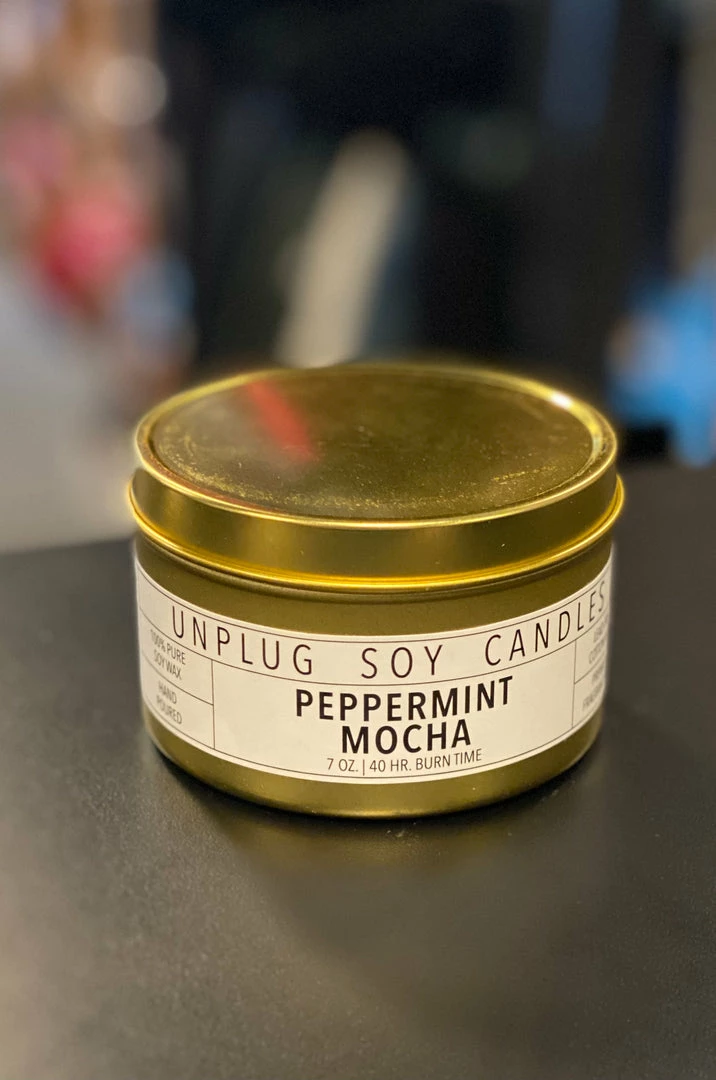 UNPLUG SOY CANDLES
100% PURE
SOY WAX
HAND
POURED
PEPPERMINT
MOCHA
7 OZ. | 40 HR. BURN TIME